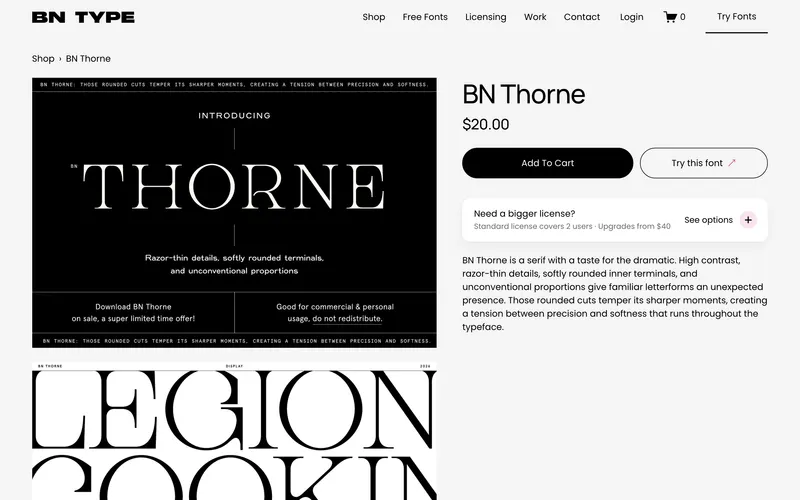 BN TYPE
Shop Free Fonts Licensing Work Contact Login 0 Try Fonts
Shop › BN Thorne
BN THORNE: THOSE ROUNDED CUTS TEMPER ITS SHARPER MOMENTS, CREATING A TENSION BETWEEN PRECISION AND SOFTNESS.
INTRODUCING
BN
THORNE
Razor-thin details, softly rounded terminals,
and unconventional proportions
Download BN Thorne
on sale, a super limited time offer!
Good for commercial & personal
usage, do not redistribute.
BN THORNE: THOSE ROUNDED CUTS TEMPER ITS SHARPER MOMENTS, CREATING A TENSION BETWEEN PRECISION AND SOFTNESS.
BN THORNE DISPLAY 2026
LEGION
COOKIN
BN Thorne
$20.00
Add To Cart
Try this font ↗
Need a bigger license?
Standard license covers 2 users · Upgrades from $40
See options +
BN Thorne is a serif with a taste for the dramatic. High contrast,
razor-thin details, softly rounded inner terminals, and
unconventional proportions give familiar letterforms an unexpected
presence. Those rounded cuts temper its sharper moments, creating
a tension between precision and softness that runs throughout the
typeface.